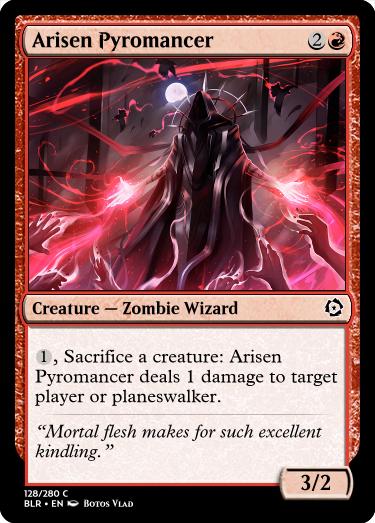 Arisen Pyromancer 2
Creature — Zombie Wizard
1, Sacrifice a creature: Arisen
Pyromancer deals 1 damage to target
player or planeswalker.
“Mortal flesh makes for such excellent
kindling.”
3/2
128/280 C
BLR • EN Botos Vlad